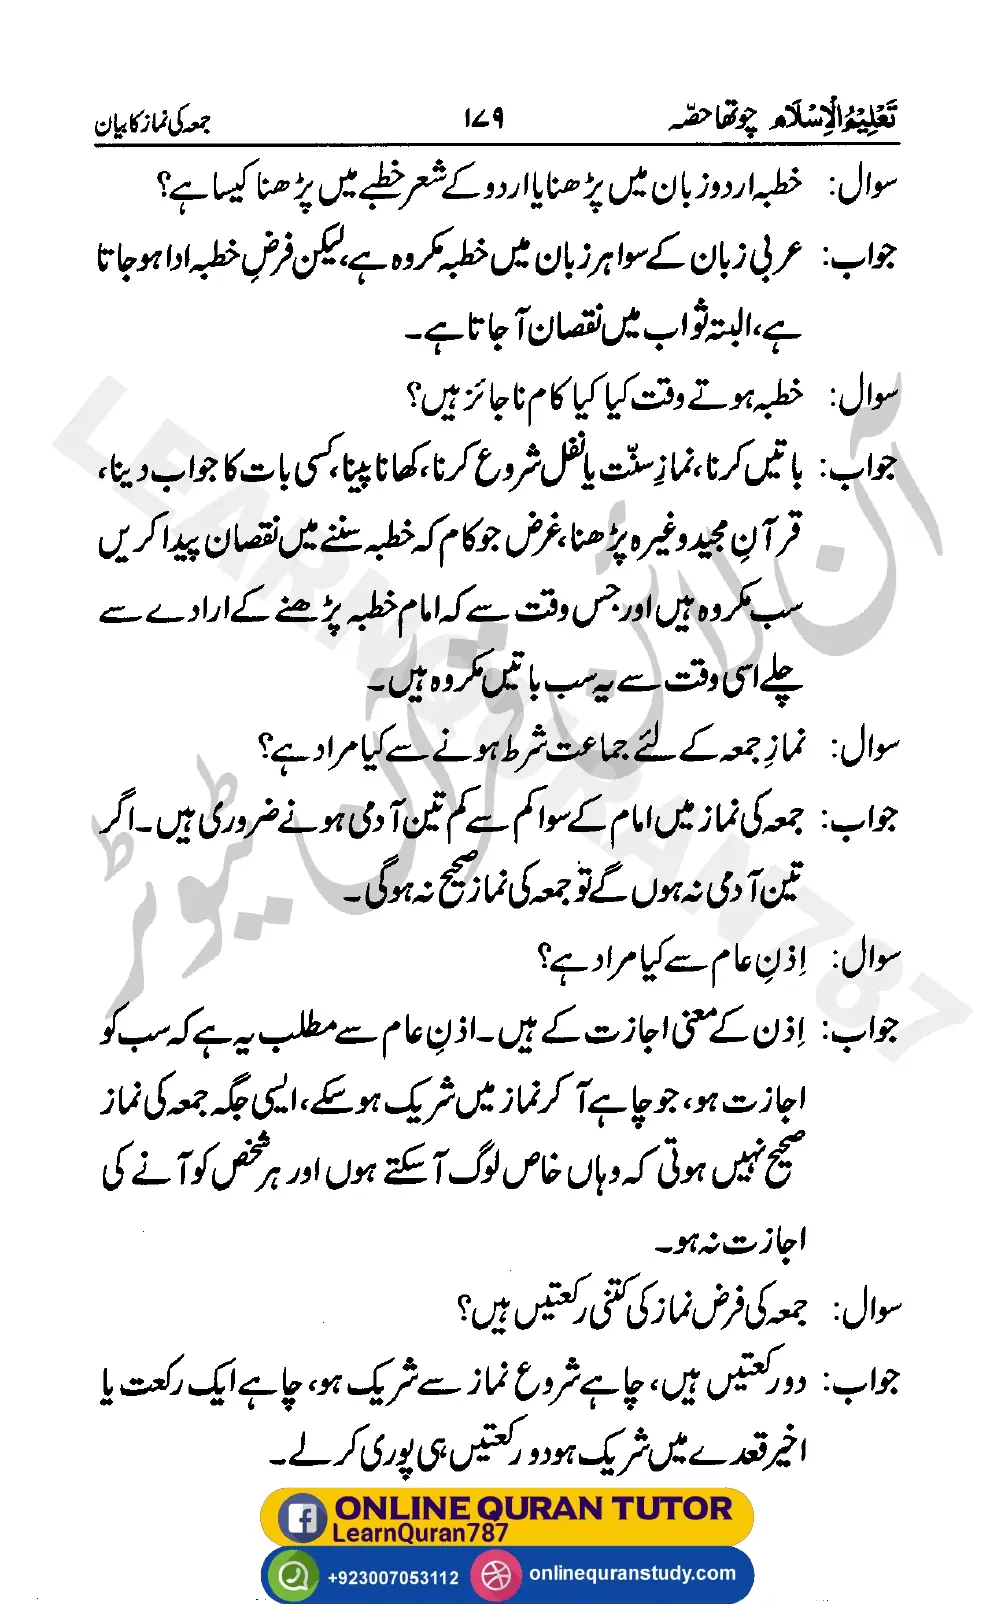 تَعْلِیْمُ الْاِسْلَام چوتھا حصّہ ۱۷۹ جمعہ کی نماز کا بیان
سوال: خطبہ اردو زبان میں پڑھنا یا اردو کے شعر خطبے میں پڑھنا کیسا ہے؟
جواب: عربی زبان کے سوا ہر زبان میں خطبہ مکروہ ہے، لیکن فرضِ خطبہ ادا ہوجاتا
ہے، البتہ ثواب میں نقصان آجاتا ہے۔
سوال: خطبہ ہوتے وقت کیا کیا کام ناجائز ہیں؟
جواب: باتیں کرنا، نمازِ سنّت یا نفل شروع کرنا، کھانا پینا، کسی بات کا جواب دینا،
قرآنِ مجید وغیرہ پڑھنا، غرض جو کام کہ خطبہ سننے میں نقصان پیدا کریں
سب مکروہ ہیں اور جس وقت سے کہ امام خطبہ پڑھنے کے ارادے سے
چلے اسی وقت سے یہ سب باتیں مکروہ ہیں۔
سوال: نمازِ جمعہ کے لئے جماعت شرط ہونے سے کیا مراد ہے؟
جواب: جمعہ کی نماز میں امام کے سوا کم سے کم تین آدمی ہونے ضروری ہیں۔ اگر
تین آدمی نہ ہوں گے تو جمعہ کی نماز صحیح نہ ہوگی۔
سوال: اِذنِ عام سے کیا مراد ہے؟
جواب: اِذن کے معنی اجازت کے ہیں۔ اذنِ عام سے مطلب یہ ہے کہ سب کو
اجازت ہو، جو چاہے آکر نماز میں شریک ہوسکے، ایسی جگہ جمعہ کی نماز
صحیح نہیں ہوتی کہ وہاں خاص لوگ آسکتے ہوں اور ہر شخص کو آنے کی
اجازت نہ ہو۔
سوال: جمعہ کی فرض نماز کی کتنی رکعتیں ہیں؟
جواب: دو رکعتیں ہیں، چاہے شروع نماز سے شریک ہو، چاہے ایک رکعت یا
اخیر قعدے میں شریک ہو دو رکعتیں ہی پوری کرلے۔
آن لائن قرآن ٹیوٹر
LEARNQURAN787
ONLINE QURAN TUTOR
LearnQuran787
+923007053112 onlinequranstudy.com